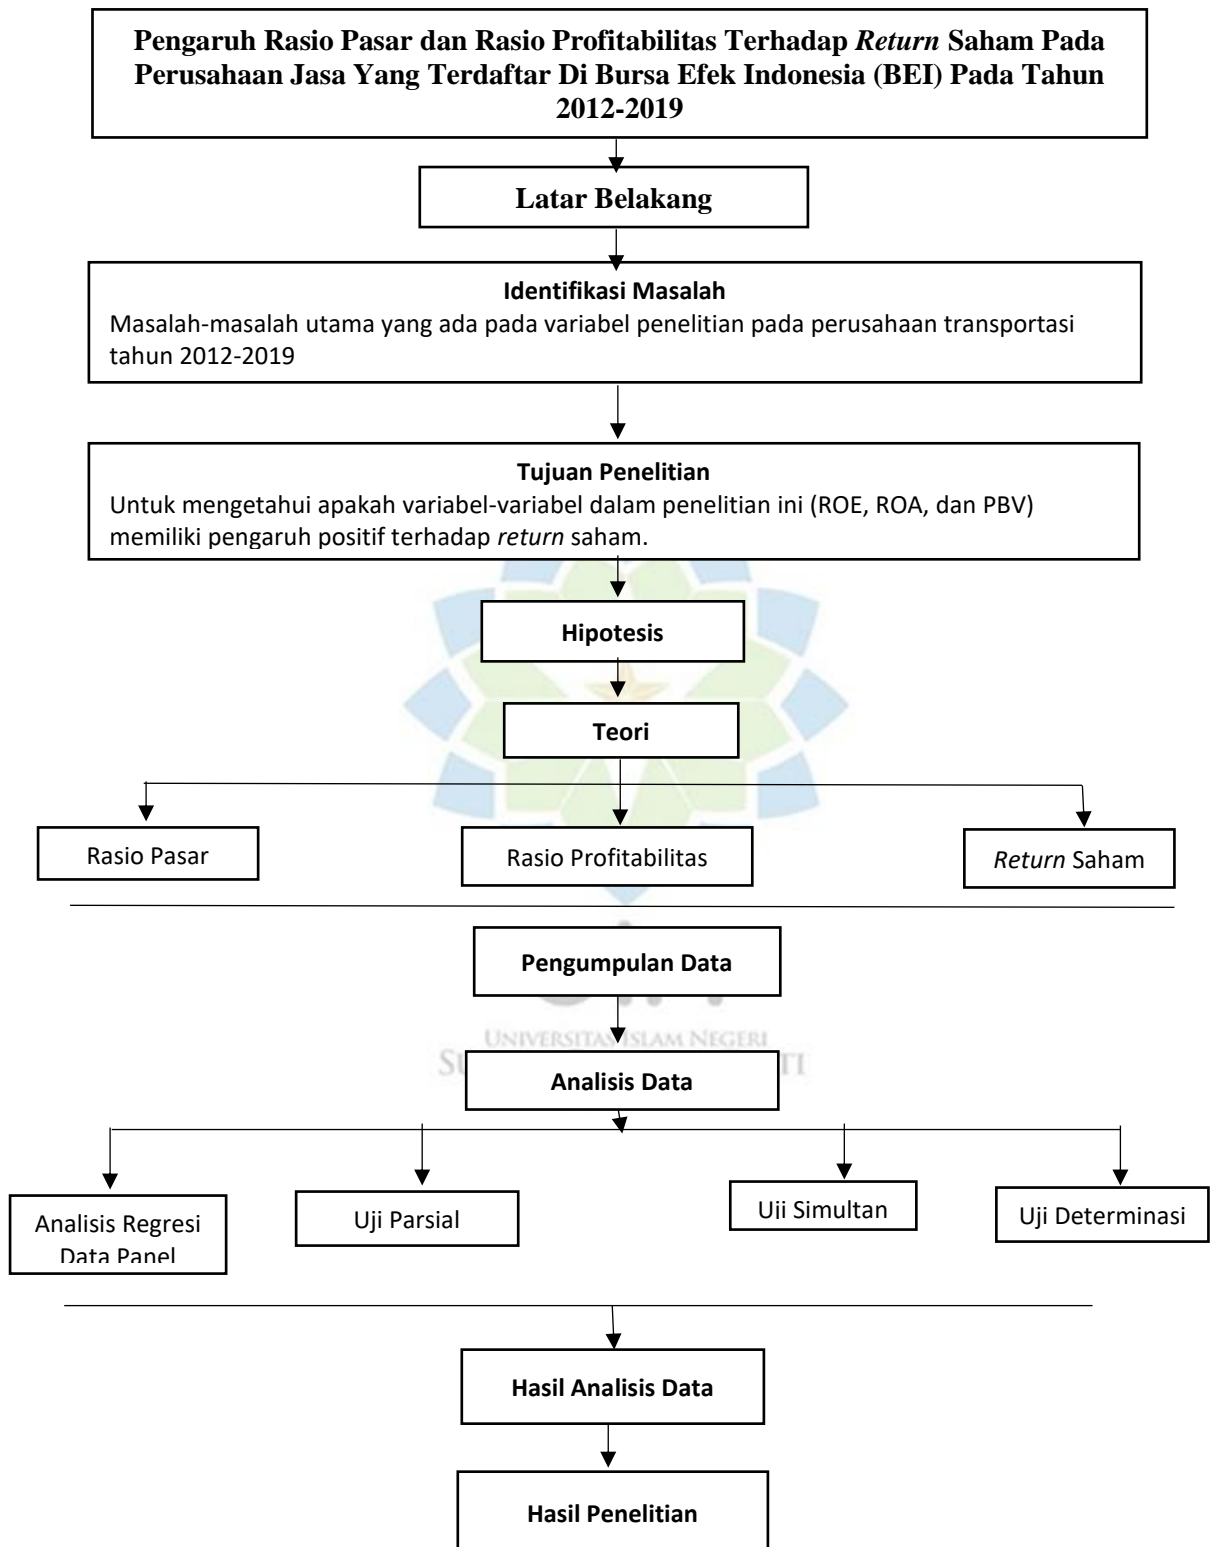 Pengaruh Rasio Pasar dan Rasio Profitabilitas Terhadap Return Saham Pada
Perusahaan Jasa Yang Terdaftar Di Bursa Efek Indonesia (BEI) Pada Tahun
2012-2019
Latar Belakang
Identifikasi Masalah
Masalah-masalah utama yang ada pada variabel penelitian pada perusahaan transportasi
tahun 2012-2019
Tujuan Penelitian
Untuk mengetahui apakah variabel-variabel dalam penelitian ini (ROE, ROA, dan PBV)
memiliki pengaruh positif terhadap return saham.
Hipotesis
Teori
Rasio Pasar
Rasio Profitabilitas
Return Saham
Pengumpulan Data
UNIVERSITAS ISLAM NEGERI
Analisis Data
Analisis Regresi
Data Panel
Uji Parsial
Uji Simultan
Uji Determinasi
Hasil Analisis Data
Hasil Penelitian